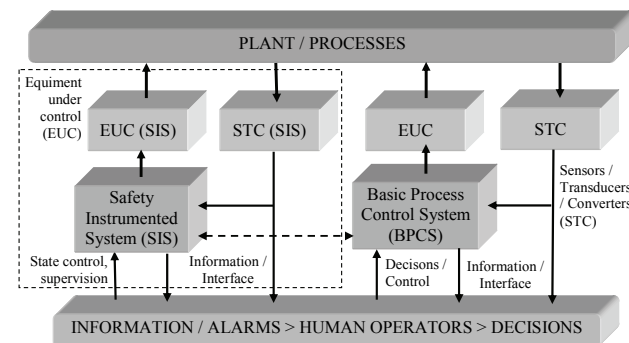 PLANT / PROCESSES
Equiment
under
control
(EUC)
EUC (SIS)
STC (SIS)
EUC
STC
Safety
Instrumented
System (SIS)
Basic Process
Control System
(BPCS)
Sensors /
Transducers
/ Converters
(STC)
State control,
supervision
Information /
Interface
Decisons /
Control
Information /
Interface
INFORMATION / ALARMS > HUMAN OPERATORS > DECISIONS